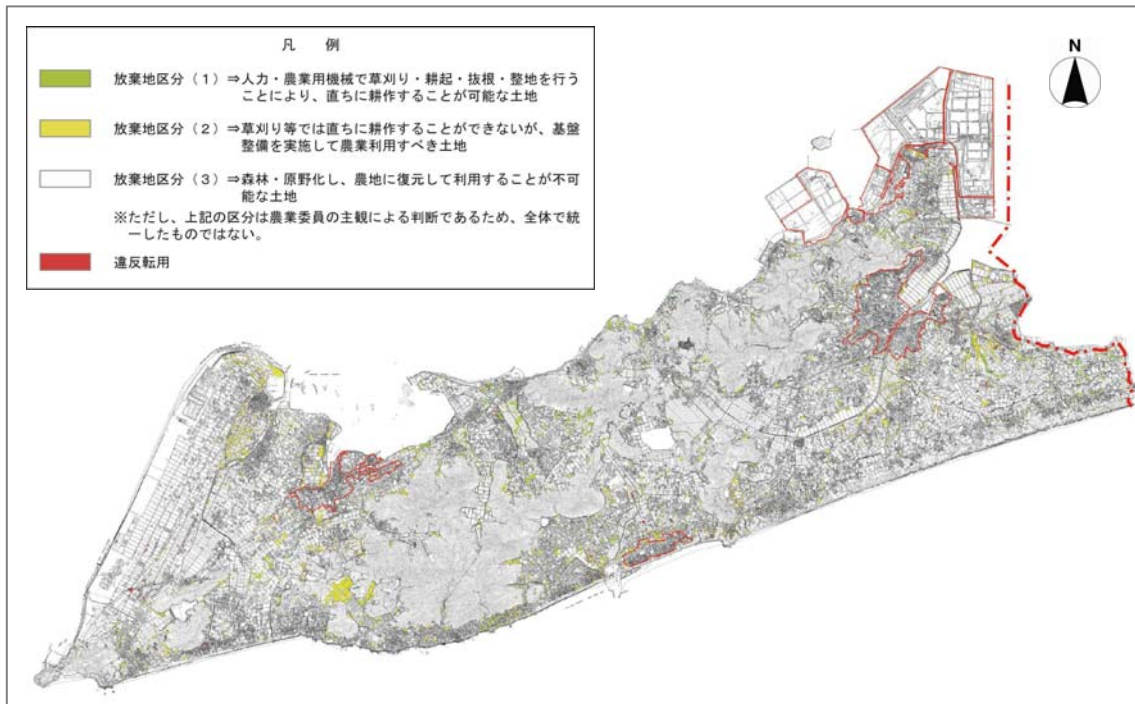 凡　例
放棄地区分（１）⇒人力・農業用機械で草刈り・耕起・抜根・整地を行う
ことにより、直ちに耕作することが可能な土地
放棄地区分（２）⇒草刈り等では直ちに耕作することができないが、基盤
整備を実施して農業利用すべき土地
放棄地区分（３）⇒森林・原野化し、農地に復元して利用することが不可
能な土地
※ただし、上記の区分は農業委員の主観による判断であるため、全体で統
一したものではない。
違反転用
N